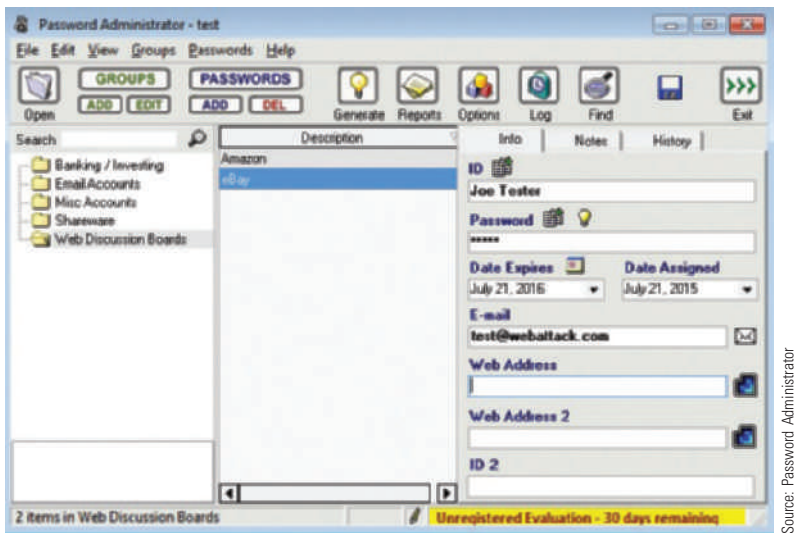 Password Administrator - test
File Edit View Groups Passwords Help
GROUPS PASSWORDS
ADD EDIT ADD DEL
Open Generate Reports Options Log Find Exit
Search Description Info Notes History
Banking / Investing
Email Accounts
Misc Accounts
Shareware
Web Discussion Boards
Amazon
eBay
ID
Joe Tester
Password
*****
Date Expires Date Assigned
July 21, 2016 July 21, 2015
E-mail
test@webattack.com
Web Address
Web Address 2
ID 2
2 items in Web Discussion Boards
Unregistered Evaluation - 30 days remaining
Source: Password Administrator